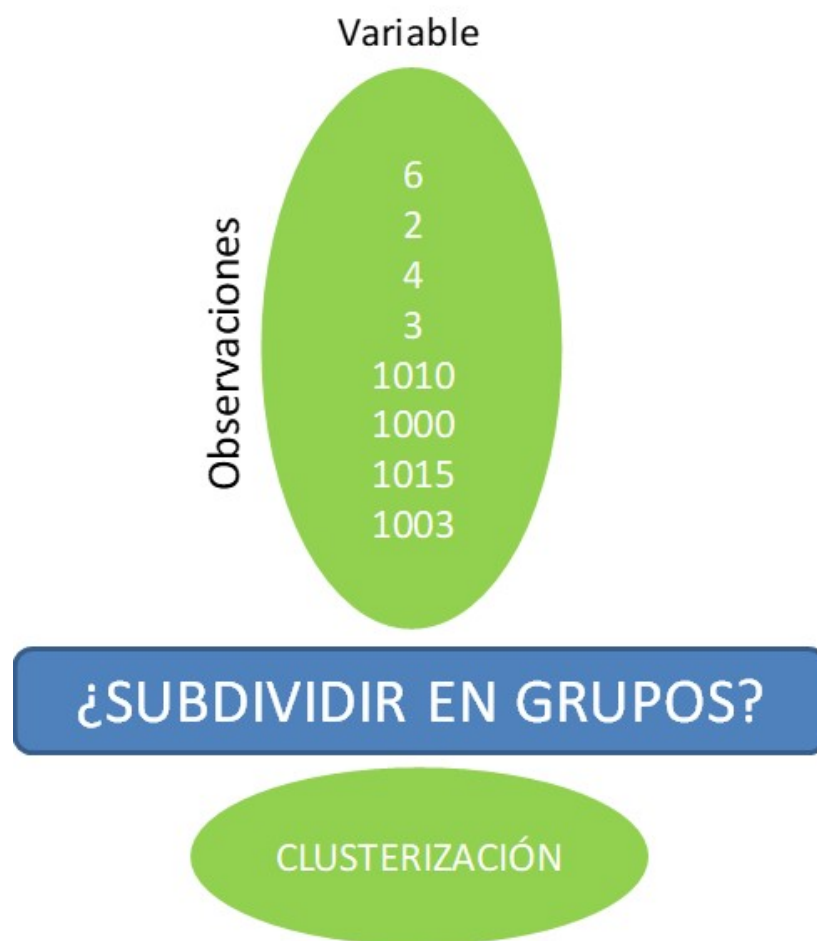 Variable
Observaciones
6
2
4
3
1010
1000
1015
1003
¿SUBDIVIDIR EN GRUPOS?
CLUSTERIZACIÓN